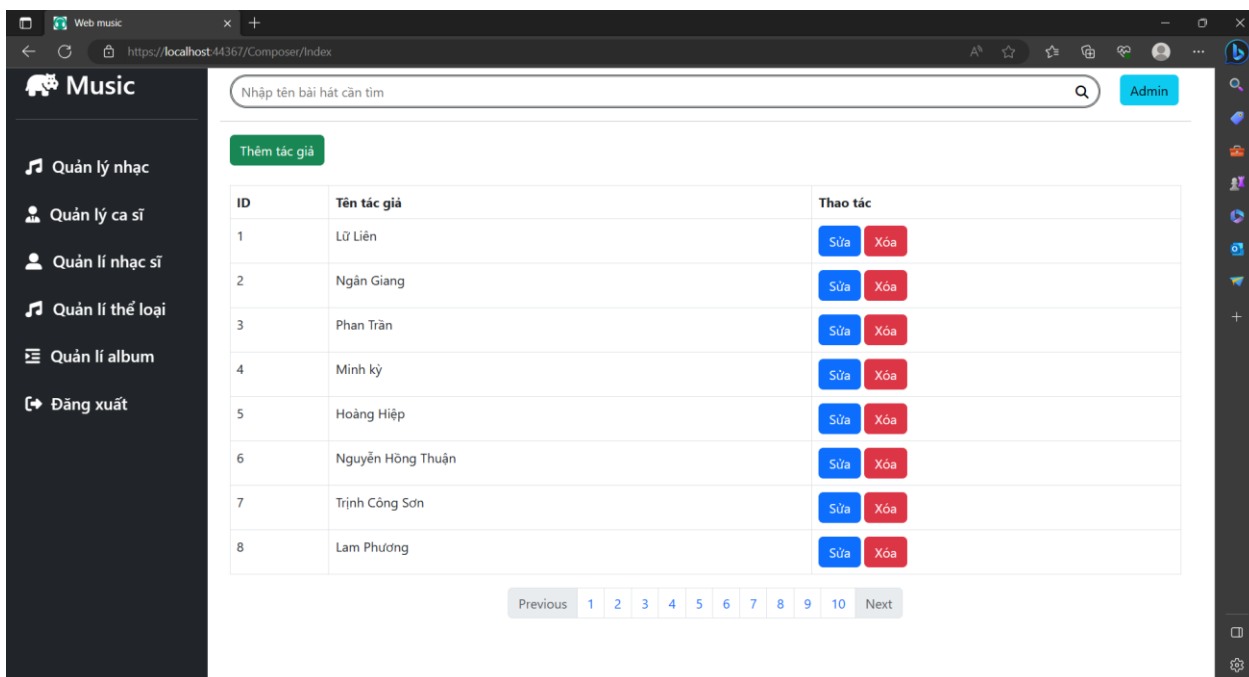 Web music
https://localhost:44367/Composer/Index
Music
Nhập tên bài hát cần tìm
Admin
Thêm tác giả
Quản lý nhạc
Quản lý ca sĩ
Quản lí nhạc sĩ
Quản lí thể loại
Quản lí album
Đăng xuất
ID Tên tác giả Thao tác
1 Lữ Liên Sửa Xóa
2 Ngân Giang Sửa Xóa
3 Phan Trần Sửa Xóa
4 Minh kỳ Sửa Xóa
5 Hoàng Hiệp Sửa Xóa
6 Nguyễn Hồng Thuận Sửa Xóa
7 Trịnh Công Sơn Sửa Xóa
8 Lam Phương Sửa Xóa
Previous 1 2 3 4 5 6 7 8 9 10 Next